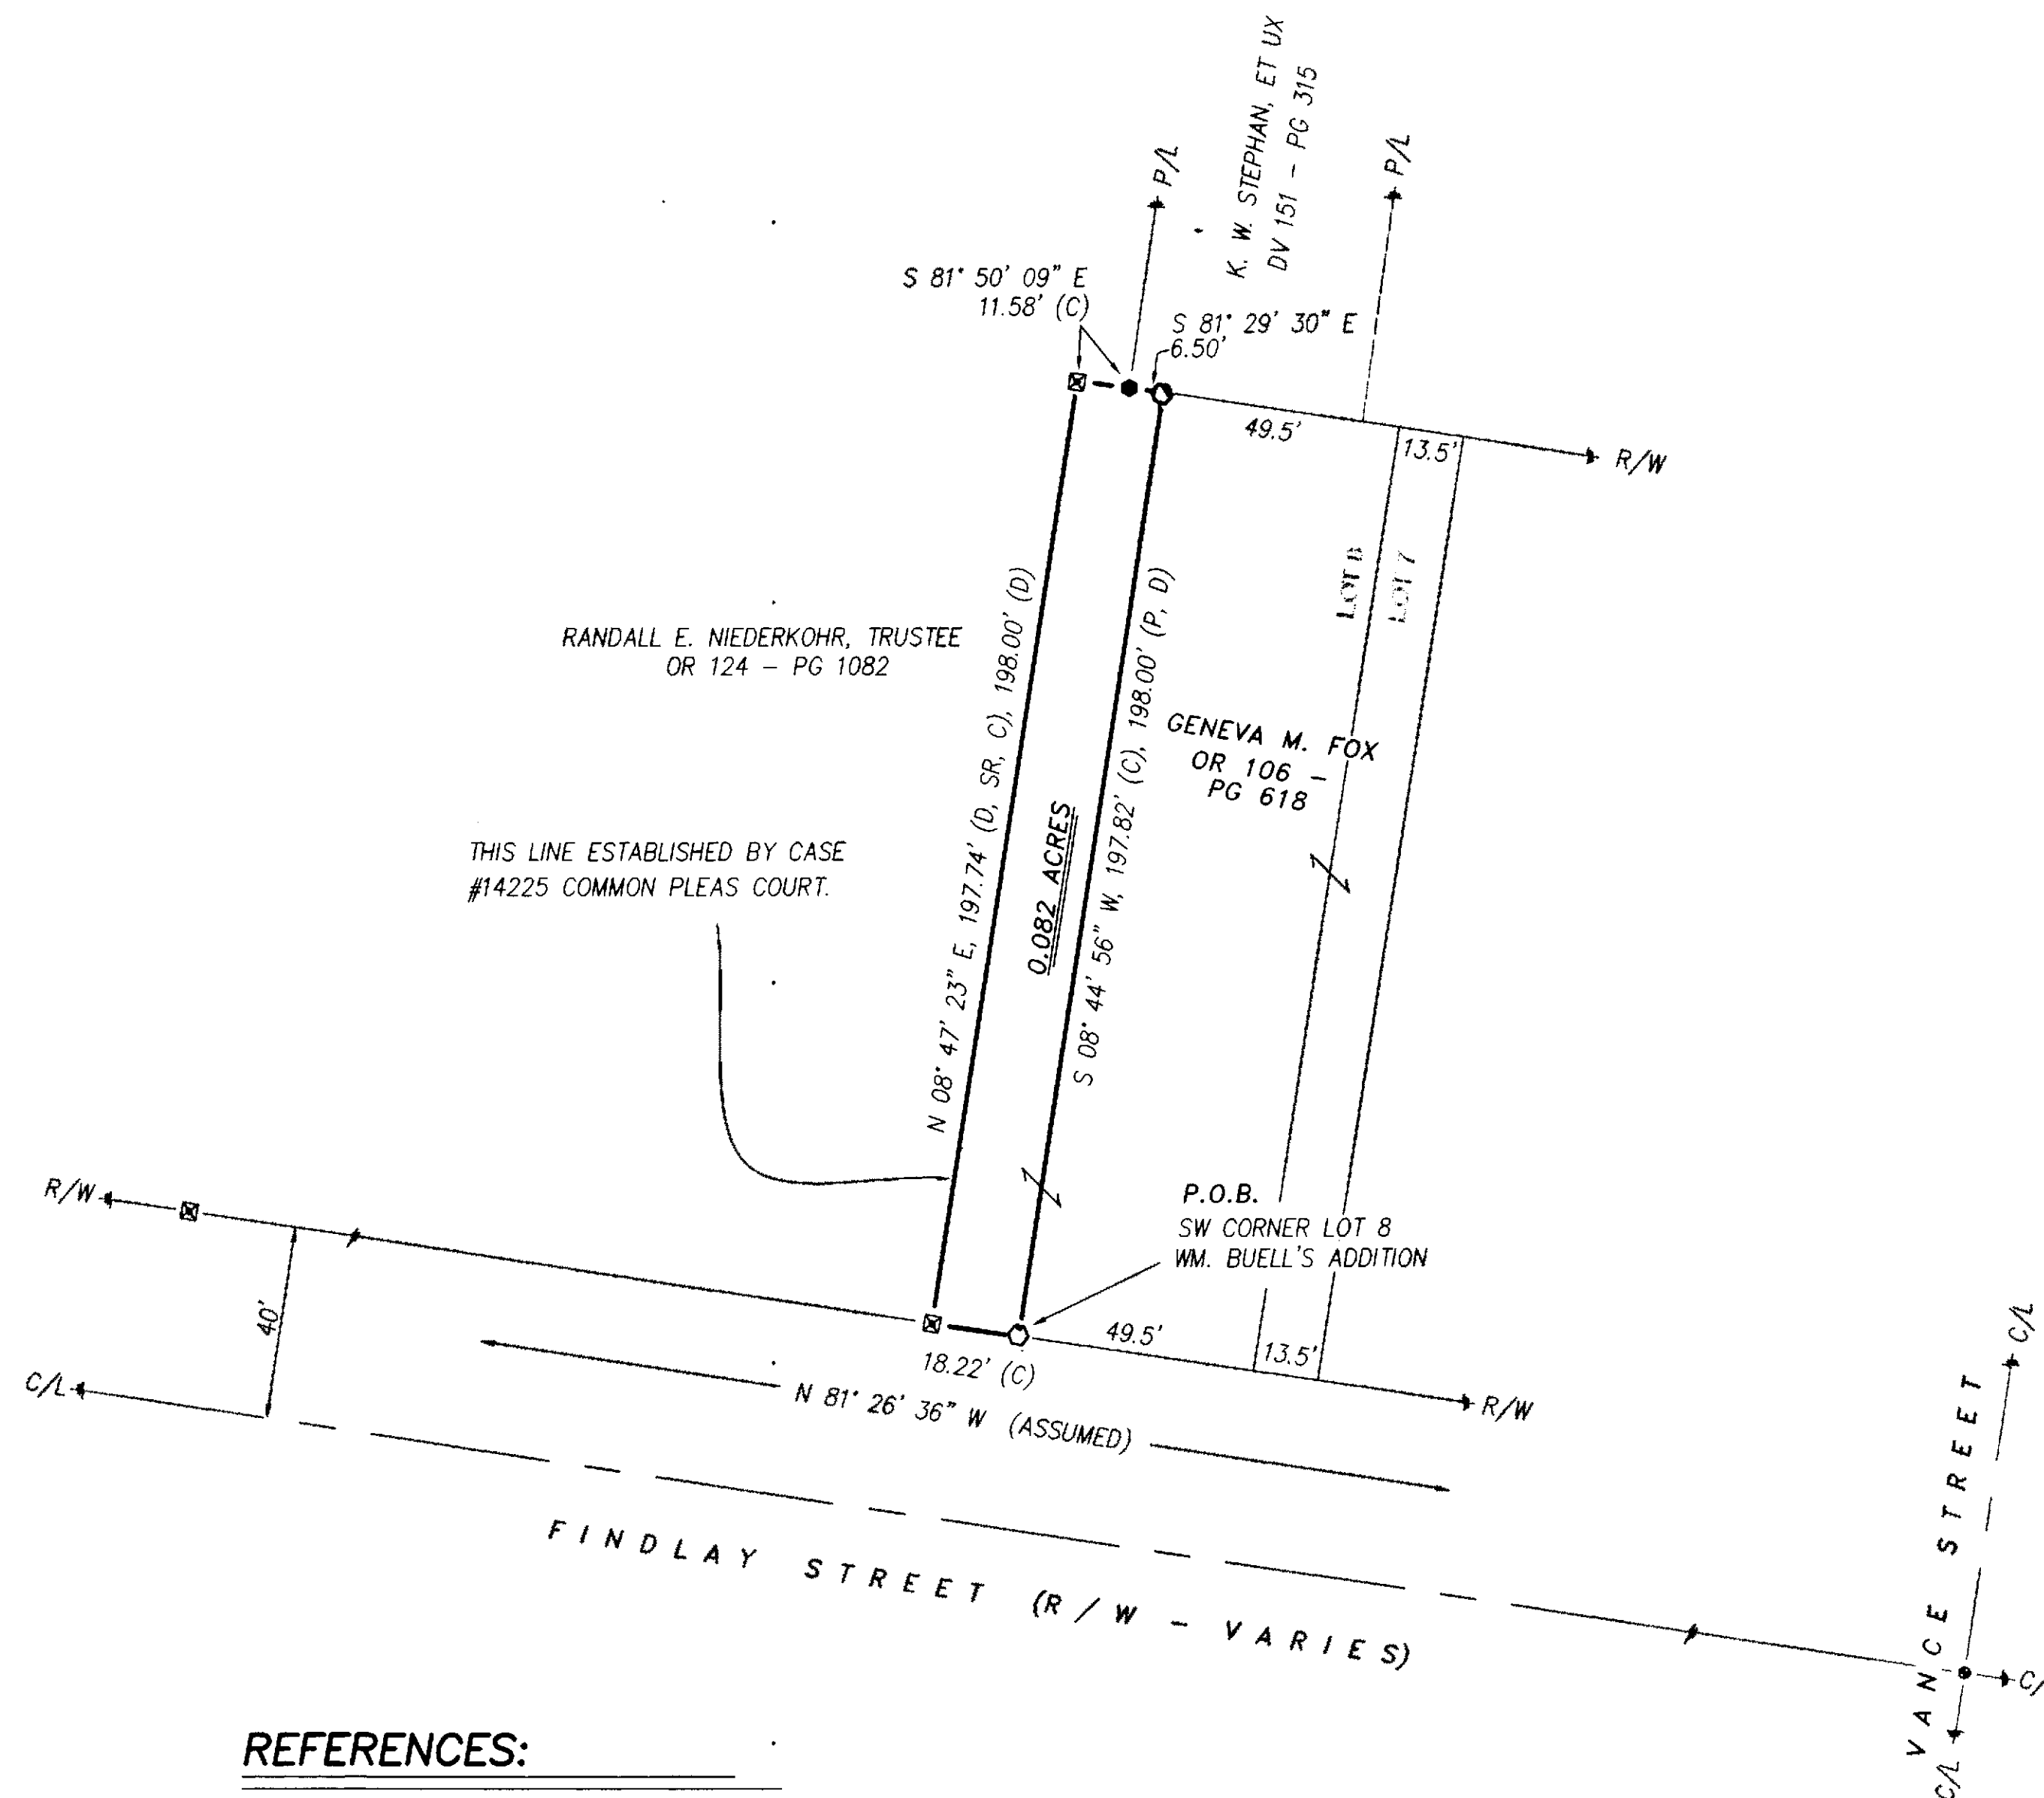 K. W. STEPHAN, ET UX
DV 151 - PG 315
P/L
P/L
S 81° 50' 09" E
11.58' (C)
S 81° 29' 30" E
6.50'
49.5'
13.5'
R/W
LOT 8
LOT 7
RANDALL E. NIEDERKOHR, TRUSTEE
OR 124 - PG 1082
N 08° 47' 23" E, 197.74' (D, SR, C), 198.00' (D)
0.082 ACRES
S 08° 44' 56" W, 197.82' (C), 198.00' (P, D)
GENEVA M. FOX
OR 106 -
PG 618
THIS LINE ESTABLISHED BY CASE
#14225 COMMON PLEAS COURT.
P.O.B.
SW CORNER LOT 8
WM. BUELL'S ADDITION
R/W
40'
C/L
18.22' (C)
49.5'
13.5'
R/W
N 81° 26' 36" W (ASSUMED)
FINDLAY STREET (R/W - VARIES)
VANCE STREET
C/L
C/
C/L
REFERENCES: